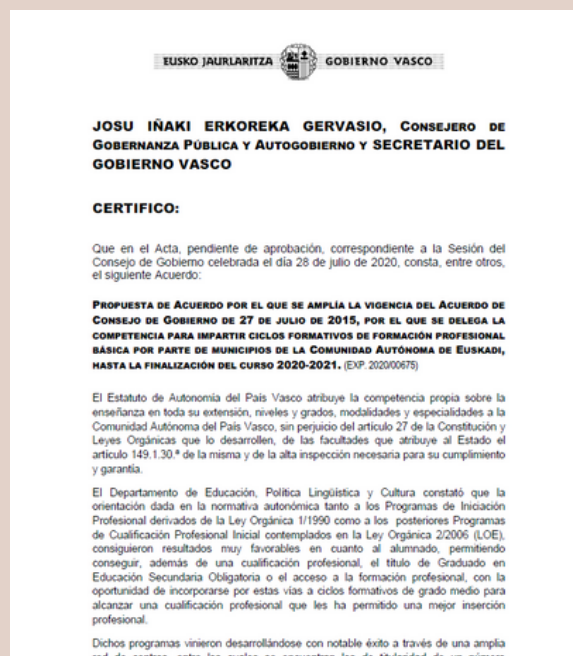 EUSKO JAURLARITZA GOBIERNO VASCO
JOSU IÑAKI ERKOREKA GERVASIO, CONSEJERO DE
GOBERNANZA PÚBLICA Y AUTOGOBIERNO Y SECRETARIO DEL
GOBIERNO VASCO
CERTIFICO:
Que en el Acta, pendiente de aprobación, correspondiente a la Sesión del
Consejo de Gobierno celebrada el día 28 de julio de 2020, consta, entre otros,
el siguiente Acuerdo:
PROPUESTA DE ACUERDO POR EL QUE SE AMPLÍA LA VIGENCIA DEL ACUERDO DE
CONSEJO DE GOBIERNO DE 27 DE JULIO DE 2015, POR EL QUE SE DELEGA LA
COMPETENCIA PARA IMPARTIR CICLOS FORMATIVOS DE FORMACIÓN PROFESIONAL
BÁSICA POR PARTE DE MUNICIPIOS DE LA COMUNIDAD AUTÓNOMA DE EUSKADI,
HASTA LA FINALIZACIÓN DEL CURSO 2020-2021. (EXP. 2020/00675)
El Estatuto de Autonomía del País Vasco atribuye la competencia propia sobre la
enseñanza en toda su extensión, niveles y grados, modalidades y especialidades a la
Comunidad Autónoma del País Vasco, sin perjuicio del artículo 27 de la Constitución y
Leyes Orgánicas que lo desarrollen, de las facultades que atribuye al Estado el
artículo 149.1.30.ª de la misma y de la alta inspección necesaria para su cumplimiento
y garantía.
El Departamento de Educación, Política Lingüística y Cultura constató que la
orientación dada en la normativa autonómica tanto a los Programas de Iniciación
Profesional derivados de la Ley Orgánica 1/1990 como a los posteriores Programas
de Cualificación Profesional Inicial contemplados en la Ley Orgánica 2/2006 (LOE),
consiguieron resultados muy favorables en cuanto al alumnado, permitiendo
conseguir, además de una cualificación profesional, el título de Graduado en
Educación Secundaria Obligatoria o el acceso a la formación profesional, con la
oportunidad de incorporarse por estas vías a ciclos formativos de grado medio para
alcanzar una cualificación profesional que les ha permitido una mejor inserción
profesional.
Dichos programas vinieron desarrollándose con notable éxito a través de una amplia
red de centros, entre los cuales se encuentran los de titularidad de un número